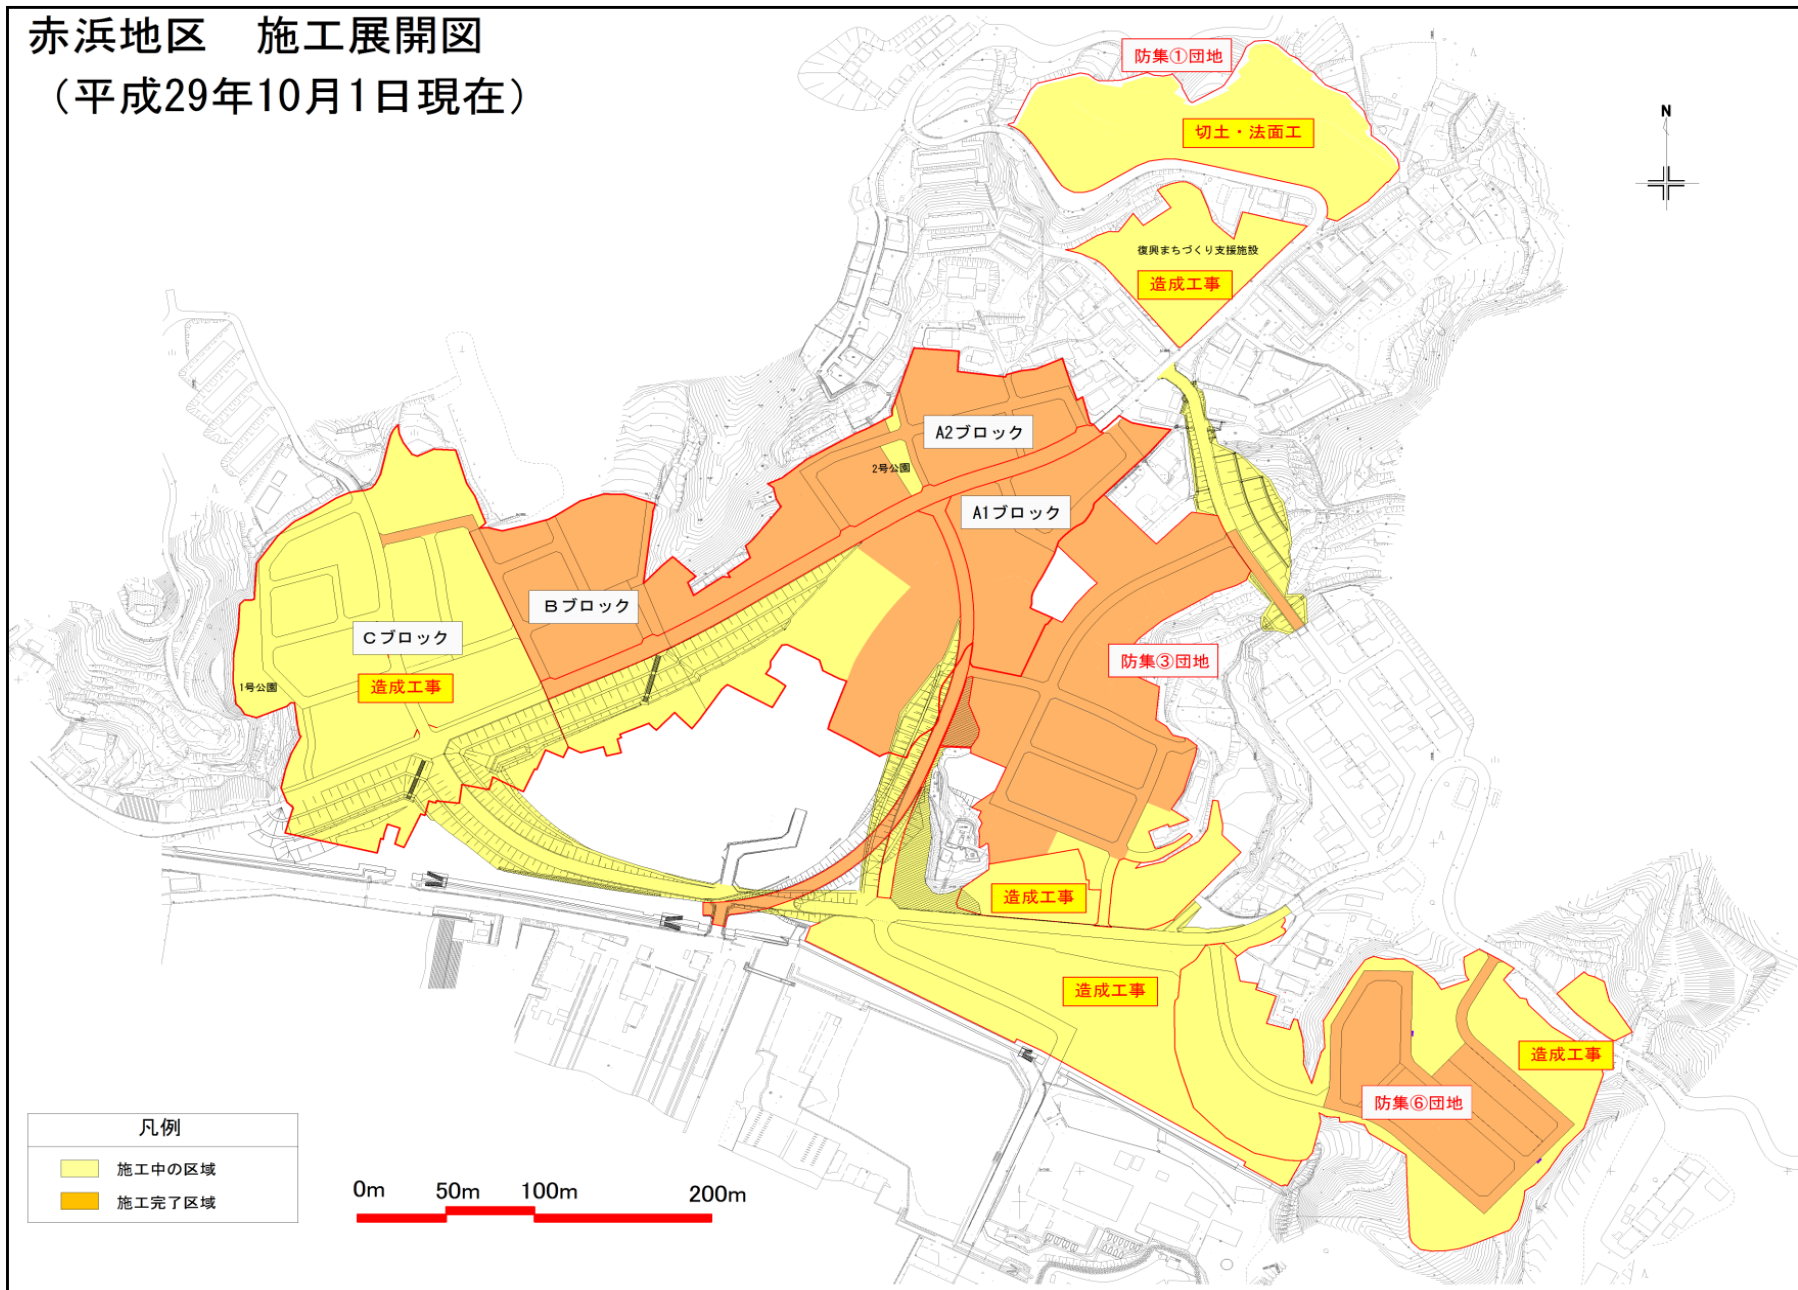 赤浜地区　施工展開図
（平成29年10月1日現在）
防集①団地
切土・法面工
N
復興まちづくり支援施設
造成工事
A2ブロック
2号公園
A1ブロック
Bブロック
Cブロック
1号公園
造成工事
防集③団地
造成工事
造成工事
造成工事
防集⑥団地
凡例
施工中の区域
施工完了区域
0m 50m 100m 200m